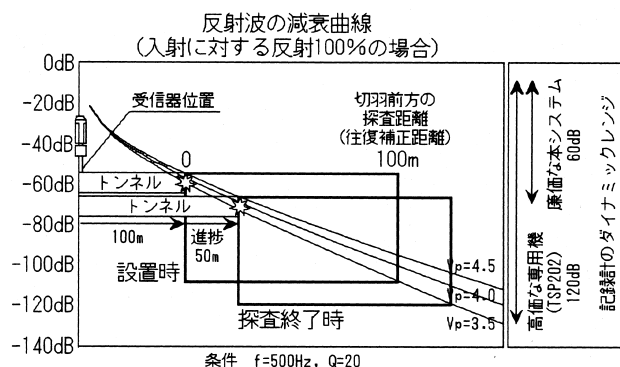 反射波の減衰曲線
(入射に対する反射100%の場合)
0dB
-20dB
-40dB
-60dB
-80dB
-100dB
-120dB
-140dB
受信器位置
切羽前方の
探査距離
(往復補正距離)
0
100m
トンネル
トンネル
100m
進捗
50m
設置時
探査終了時
Vp=4.5
Vp=4.0
Vp=3.5
条件 f=500Hz, Q=20
廉価な本システム
60dB
高価な専用機
(TSP202)
120dB
記録計のダイナミックレンジ